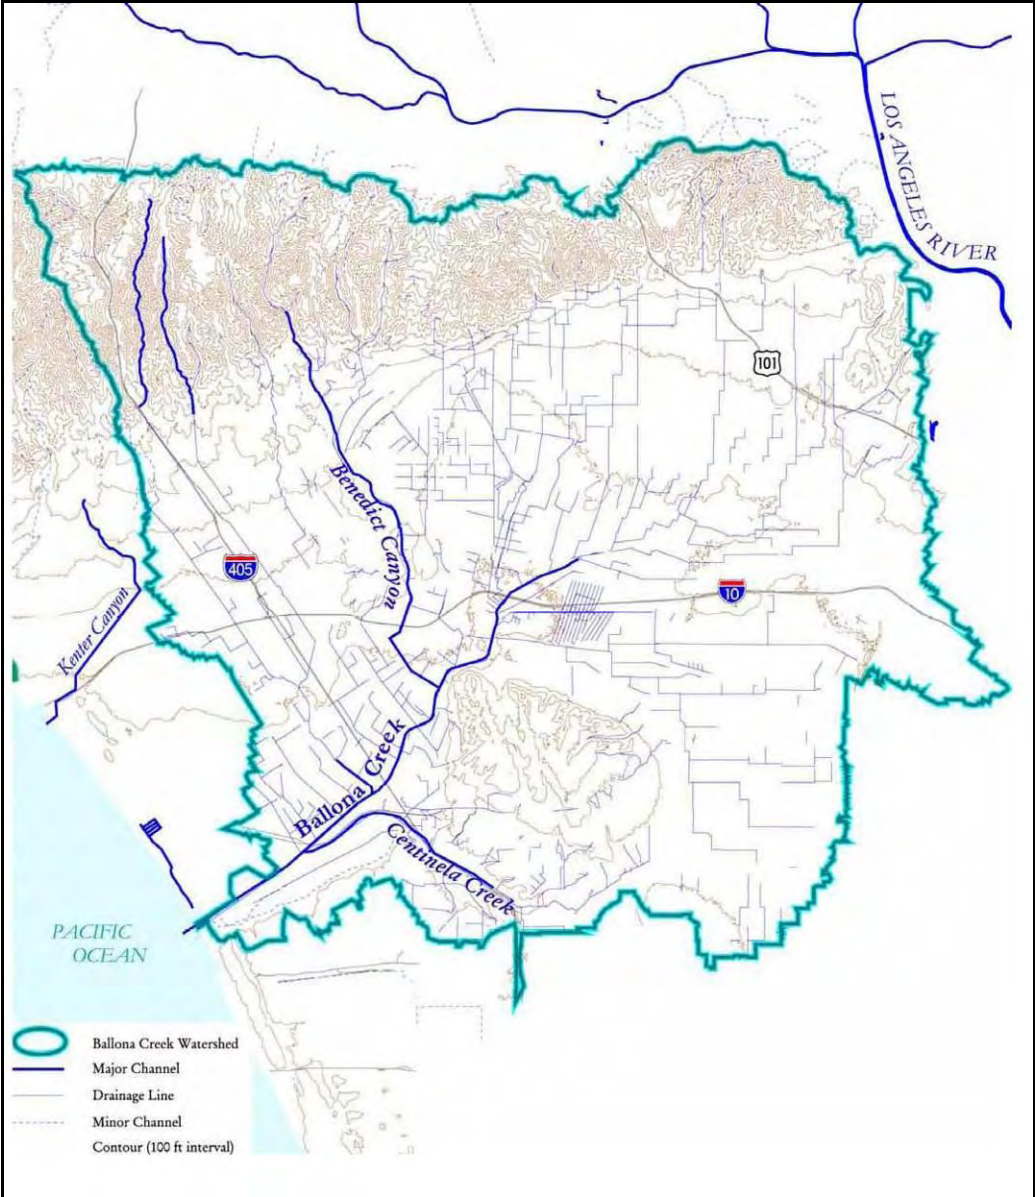 LOS ANGELES RIVER
101
Benedict Canyon
405
10
Kenter Canyon
Ballona Creek
Centinela Creek
PACIFIC
OCEAN
Ballona Creek Watershed
Major Channel
Drainage Line
Minor Channel
Contour (100 ft interval)